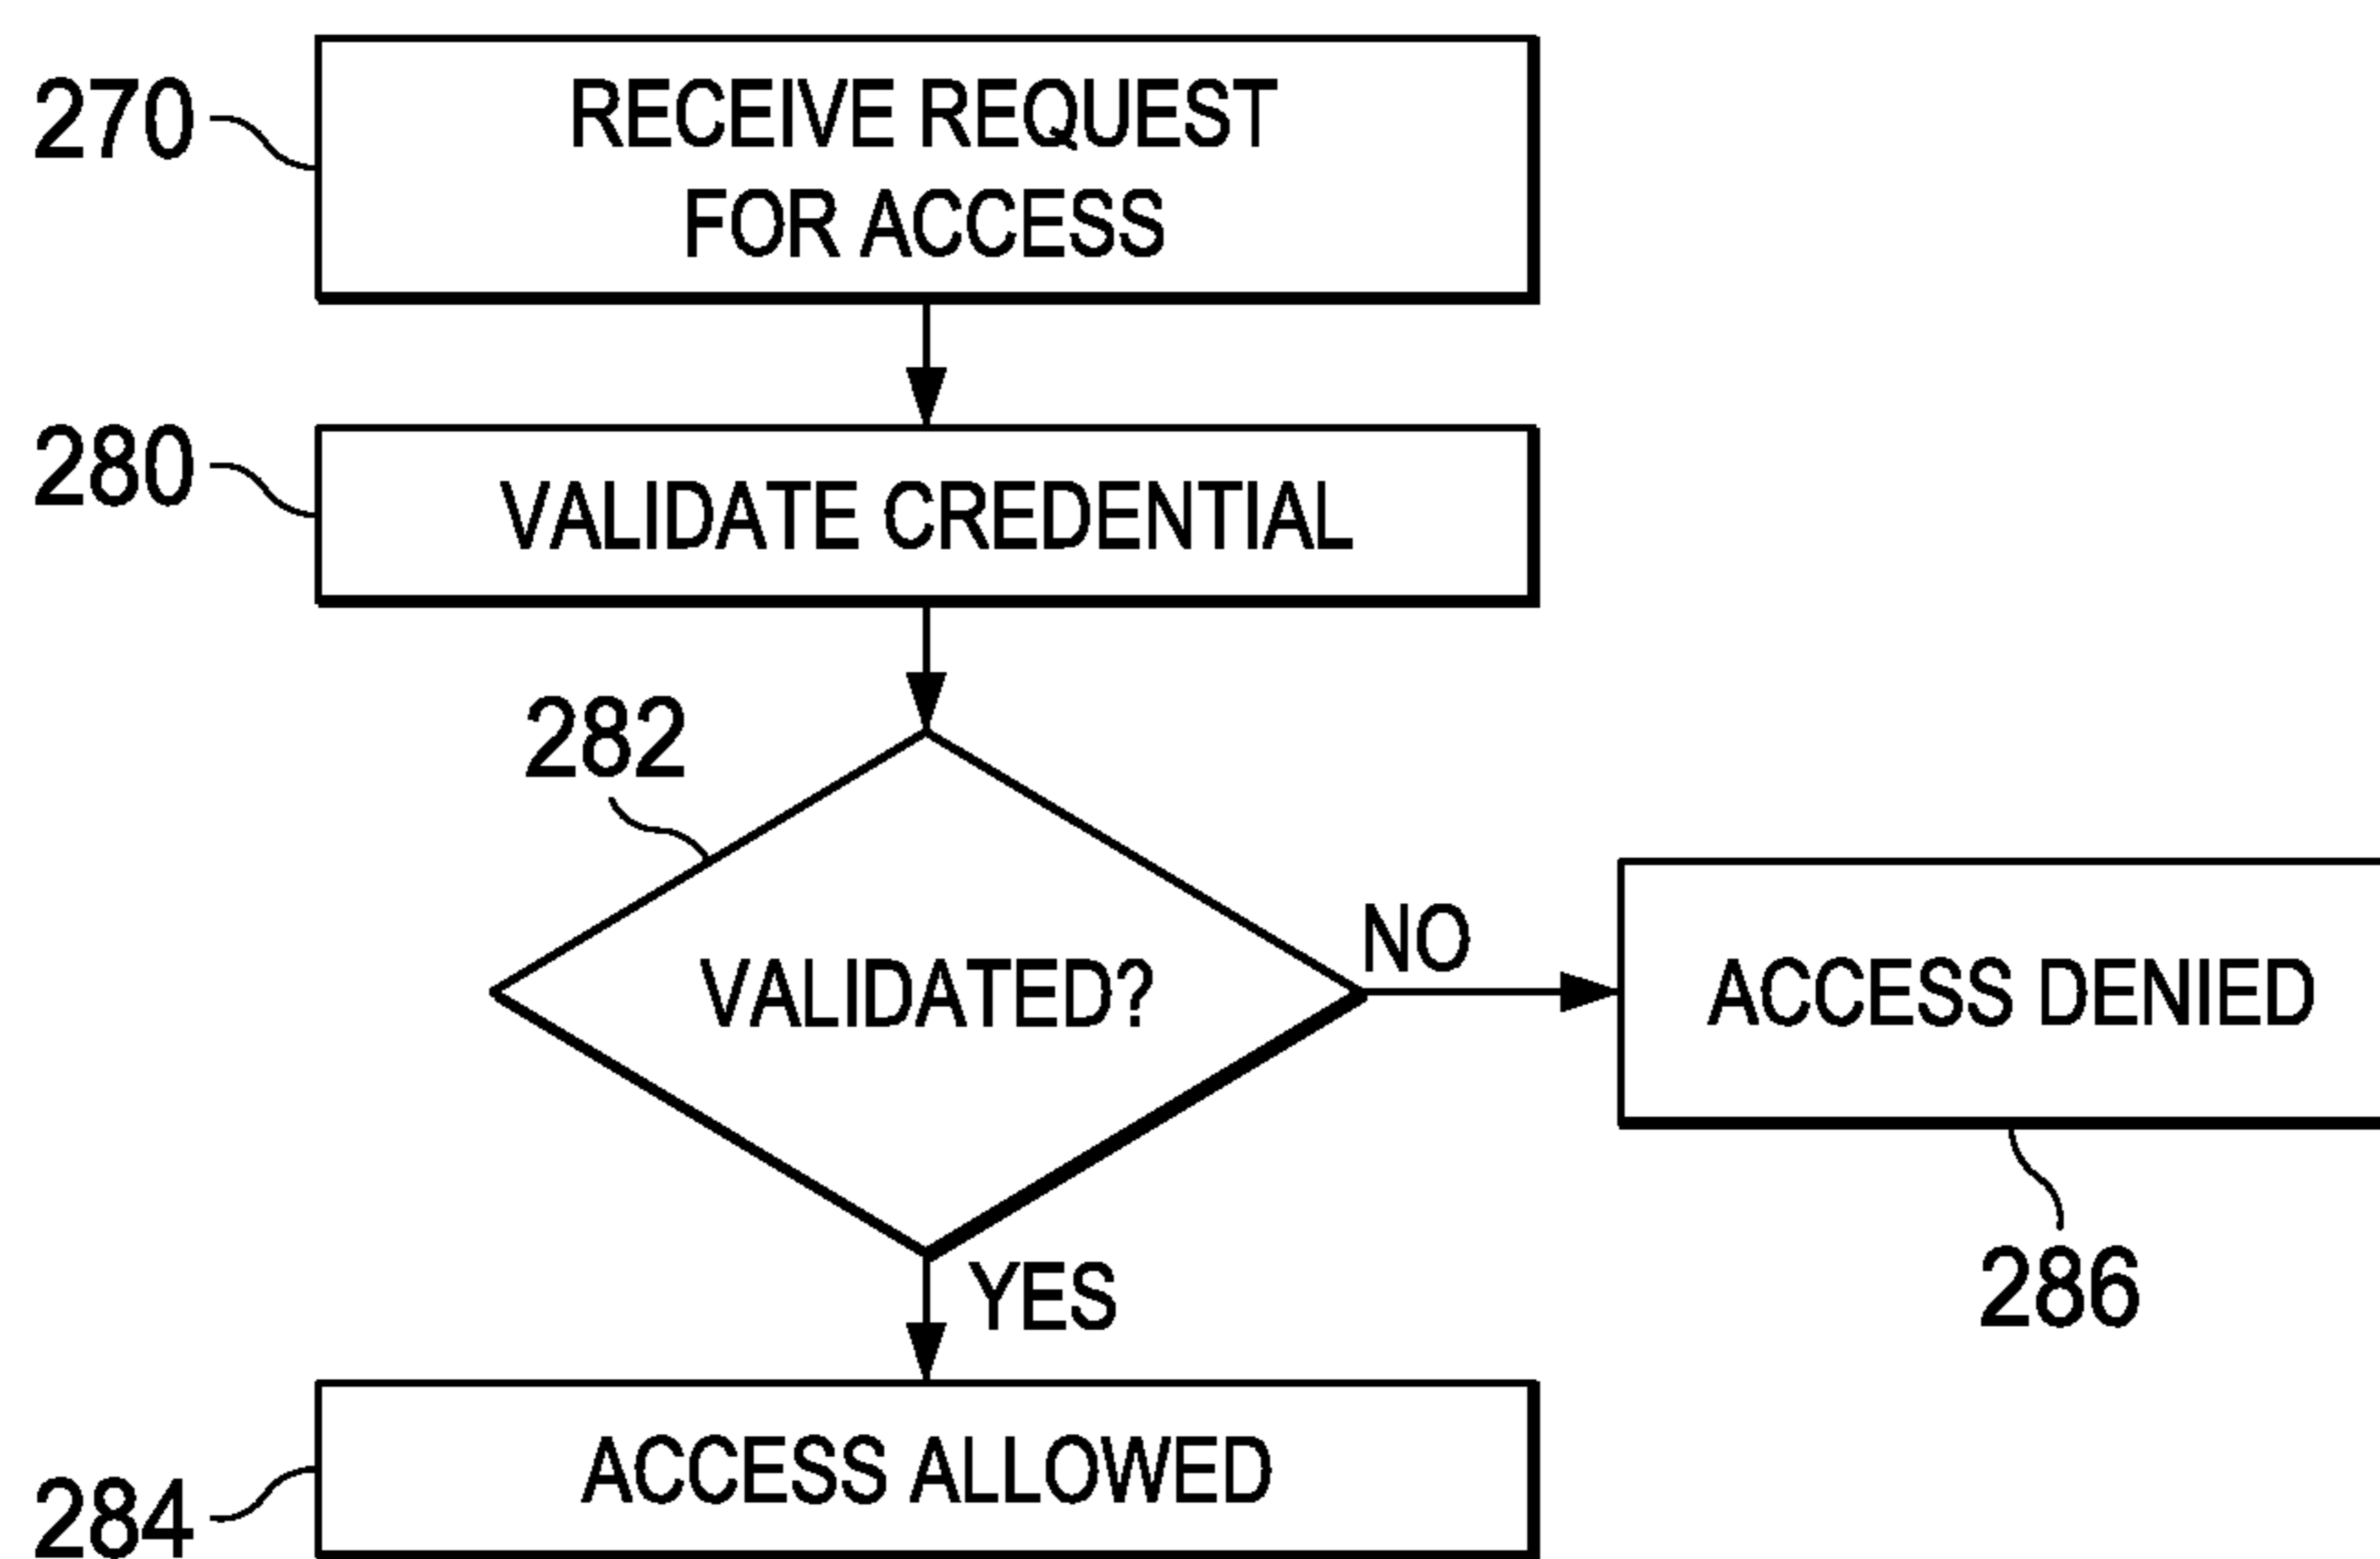 270
RECEIVE REQUEST
FOR ACCESS
280
VALIDATE CREDENTIAL
282
VALIDATED?
NO
ACCESS DENIED
286
YES
284
ACCESS ALLOWED